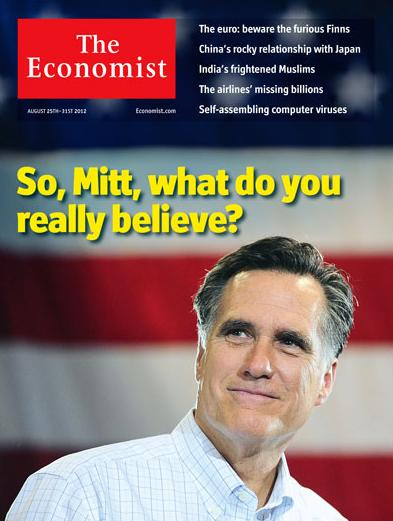 The
Economist
AUGUST 25TH–31ST 2012
Economist.com
The euro: beware the furious Finns
China's rocky relationship with Japan
India's frightened Muslims
The airlines' missing billions
Self-assembling computer viruses
So, Mitt, what do you
really believe?